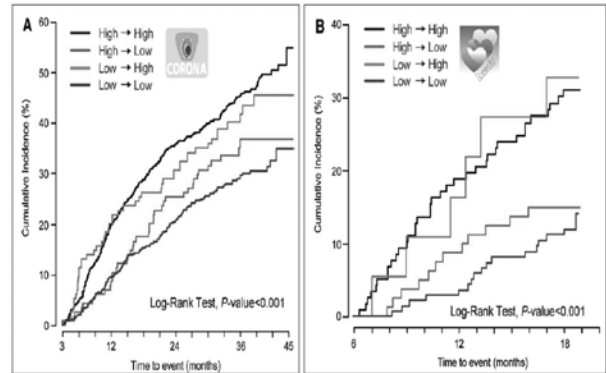 A
High → High
High → Low
Low → High
Low → Low
CORONA
Cumulative Incidence (%)
60
50
40
30
20
10
0
Log-Rank Test, P-value<0.001
3
12
24
36
45
Time to event (months)
B
High → High
High → Low
Low → High
Low → Low
Cumulative Incidence (%)
40
30
20
10
0
Log-Rank Test, P-value<0.001
6
12
18
Time to event (months)